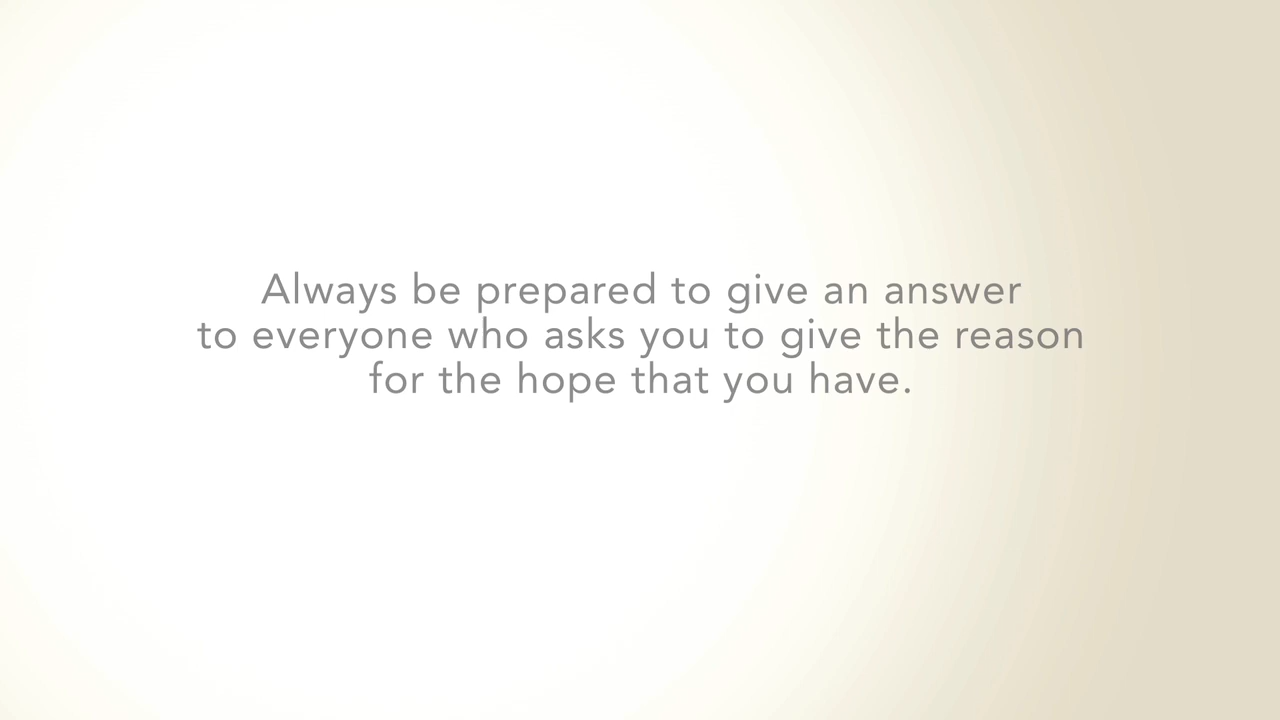 Always be prepared to give an answer
to everyone who asks you to give the reason
for the hope that you have.